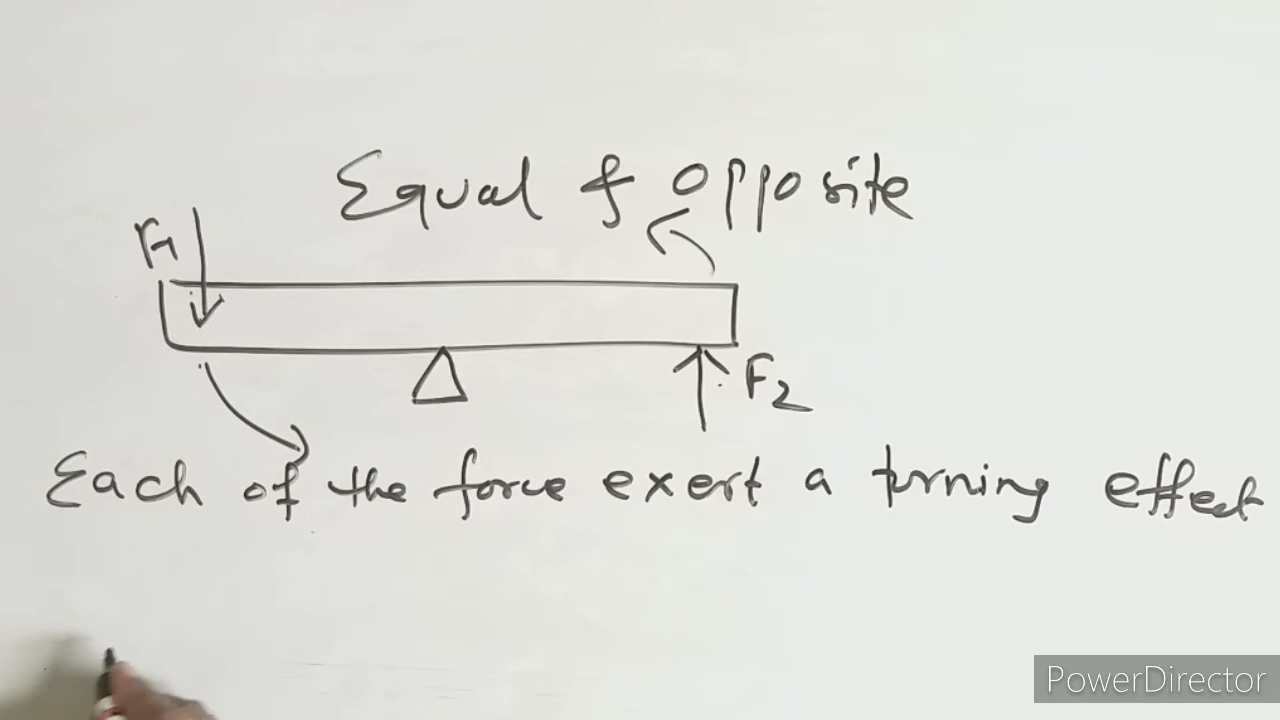 Equal & Opposite
F1
F2
Each of the force exert a turning effect
PowerDirector